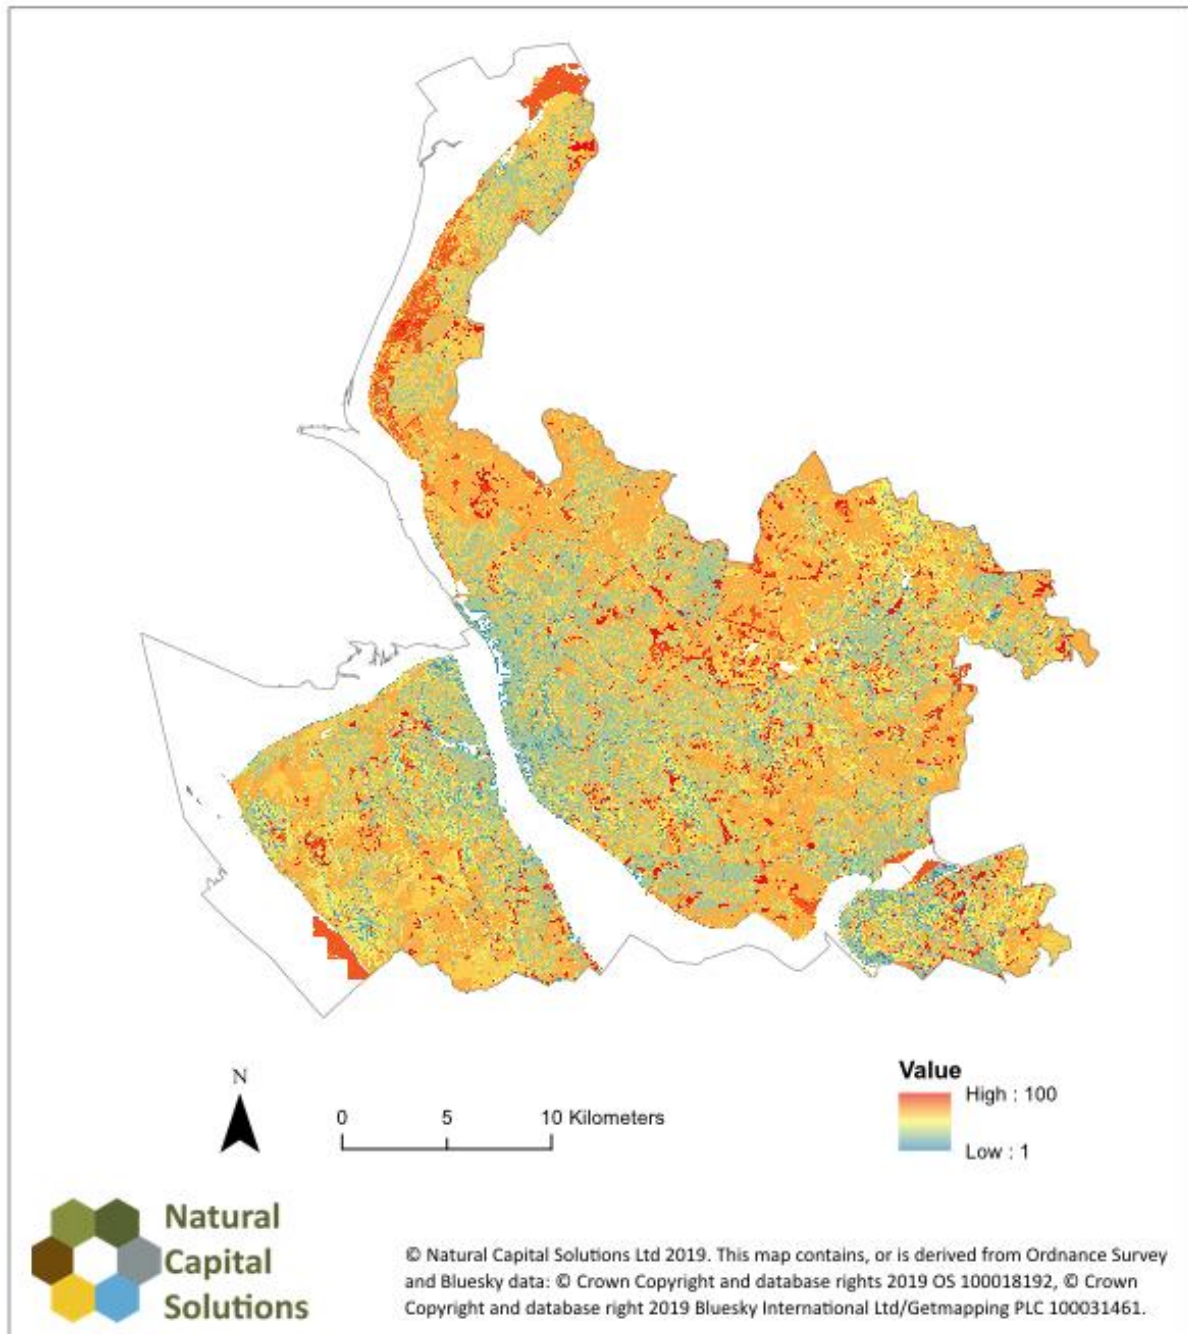 N
0 5 10 Kilometers
Value
High : 100
Low : 1
Natural
Capital
Solutions
© Natural Capital Solutions Ltd 2019. This map contains, or is derived from Ordnance Survey
and Bluesky data: © Crown Copyright and database rights 2019 OS 100018192, © Crown
Copyright and database right 2019 Bluesky International Ltd/Getmapping PLC 100031461.